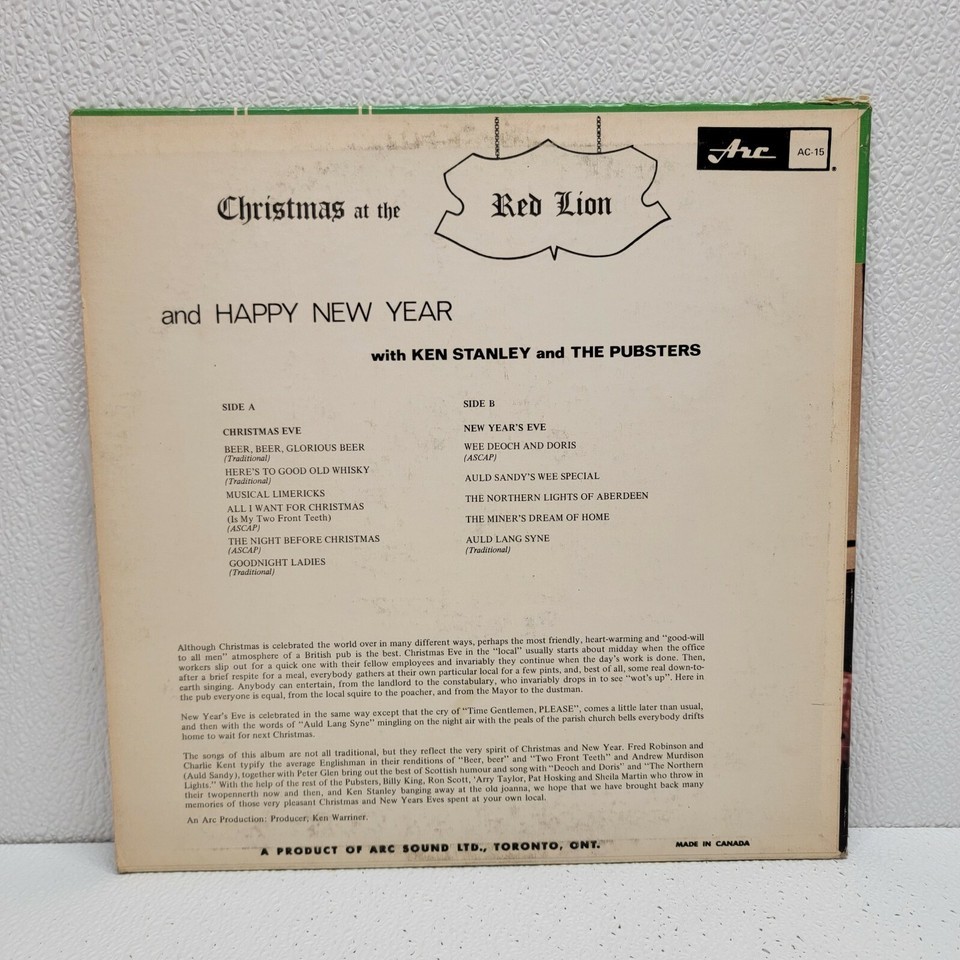 Arc
AC-15
Christmas at the Red Lion
and HAPPY NEW YEAR
with KEN STANLEY and THE PUBSTERS
SIDE A
CHRISTMAS EVE
BEER, BEER, GLORIOUS BEER
(Traditional)
HERE'S TO GOOD OLD WHISKY
(Traditional)
MUSICAL LIMERICKS
ALL I WANT FOR CHRISTMAS
(Is My Two Front Teeth)
(ASCAP)
THE NIGHT BEFORE CHRISTMAS
(ASCAP)
GOODNIGHT LADIES
(Traditional)
SIDE B
NEW YEAR'S EVE
WEE DEOCH AND DORIS
(ASCAP)
AULD SANDY'S WEE SPECIAL
THE NORTHERN LIGHTS OF ABERDEEN
THE MINER'S DREAM OF HOME
AULD LANG SYNE
(Traditional)
Although Christmas is celebrated the world over in many different ways, perhaps the most friendly, heart-warming and "good-will
to all men" atmosphere of a British pub is the best. Christmas Eve in the "local" usually starts about midday when the office
workers slip out for a quick one with their fellow employees and invariably they continue when the day's work is done. Then,
after a brief respite for a meal, everybody gathers at their own particular local for a few pints, and, best of all, some real down-to-
earth singing. Anybody can entertain, from the landlord to the constabulary, who invariably drops in to see "wot's up". Here in
the pub everyone is equal, from the local squire to the poacher, and from the Mayor to the dustman.
New Year's Eve is celebrated in the same way except that the cry of "Time Gentlemen, PLEASE", comes a little later than usual,
and then with the words of "Auld Lang Syne" mingling on the night air with the peals of the parish church bells everybody drifts
home to wait for next Christmas.
The songs of this album are not all traditional, but they reflect the very spirit of Christmas and New Year. Fred Robinson and
Charlie Kent typify the average Englishman in their renditions of "Beer, beer" and "Two Front Teeth" and Andrew Murdison
(Auld Sandy), together with Peter Glen bring out the best of Scottish humour and song with "Deoch and Doris" and "The Northern
Lights." With the help of the rest of the Pubsters, Billy King, Ron Scott, 'Arry Taylor, Pat Hosking and Sheila Martin who throw in
their twopennerth now and then, and Ken Stanley banging away at the old joanna, we hope that we have brought back many
memories of those very pleasant Christmas and New Years Eves spent at your own local.
An Arc Production: Producer; Ken Warriner.
A PRODUCT OF ARC SOUND LTD., TORONTO, ONT.
MADE IN CANADA